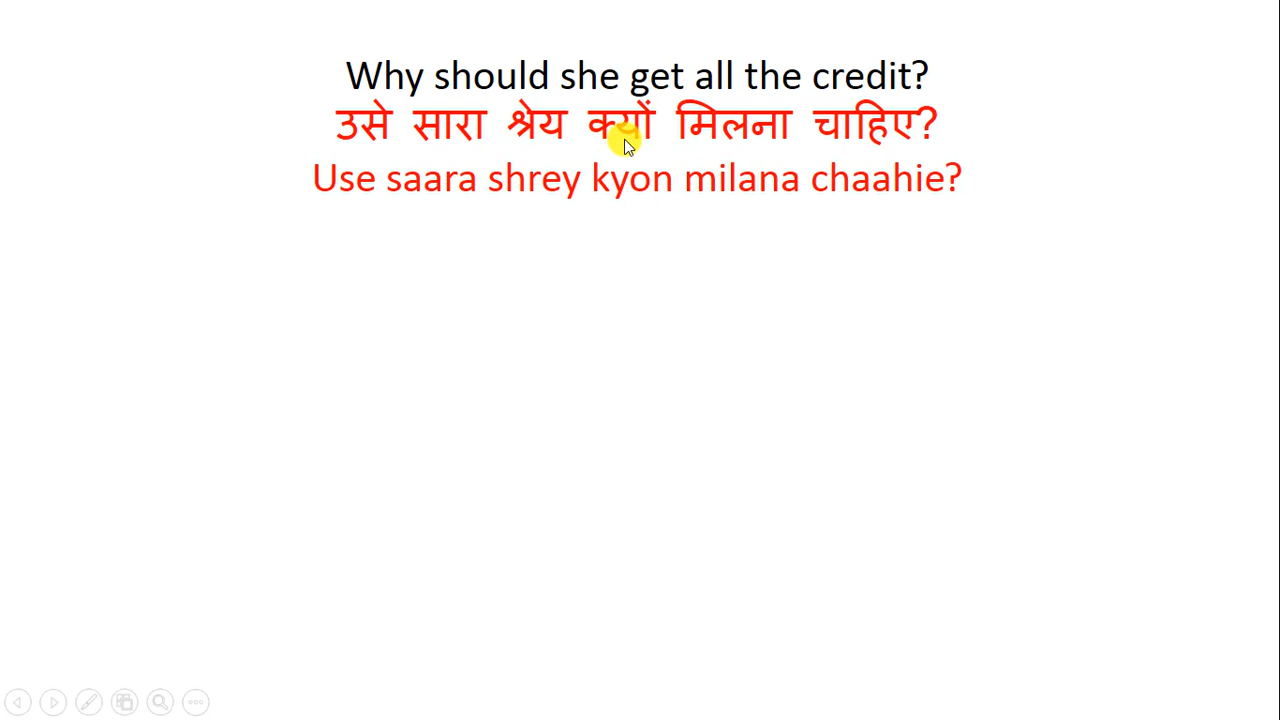 Why should she get all the credit?
उसे सारा श्रेय क्यों मिलना चाहिए?
Use saara shrey kyon milana chaahie?